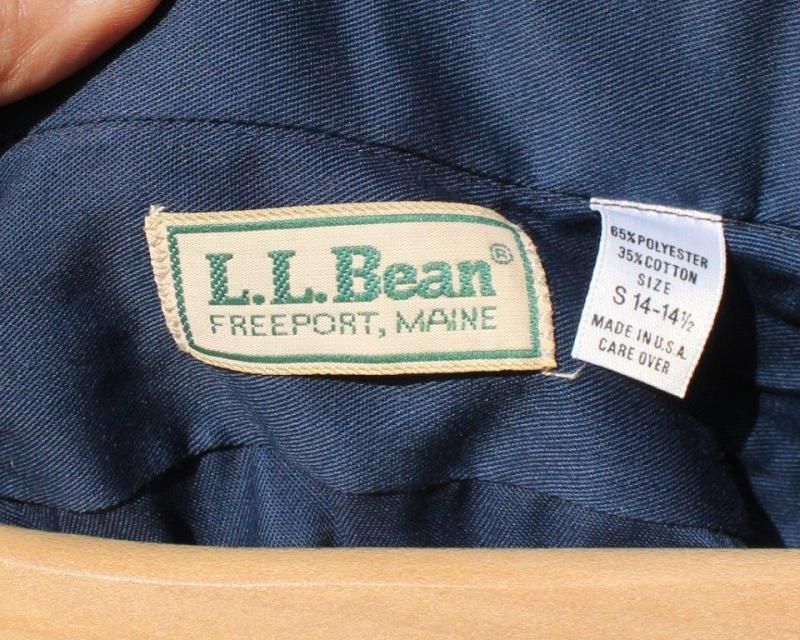 L.L.Bean®
FREEPORT, MAINE
65% POLYESTER
35% COTTON
SIZE
S 14-14½
MADE IN U.S.A.
CARE OVER